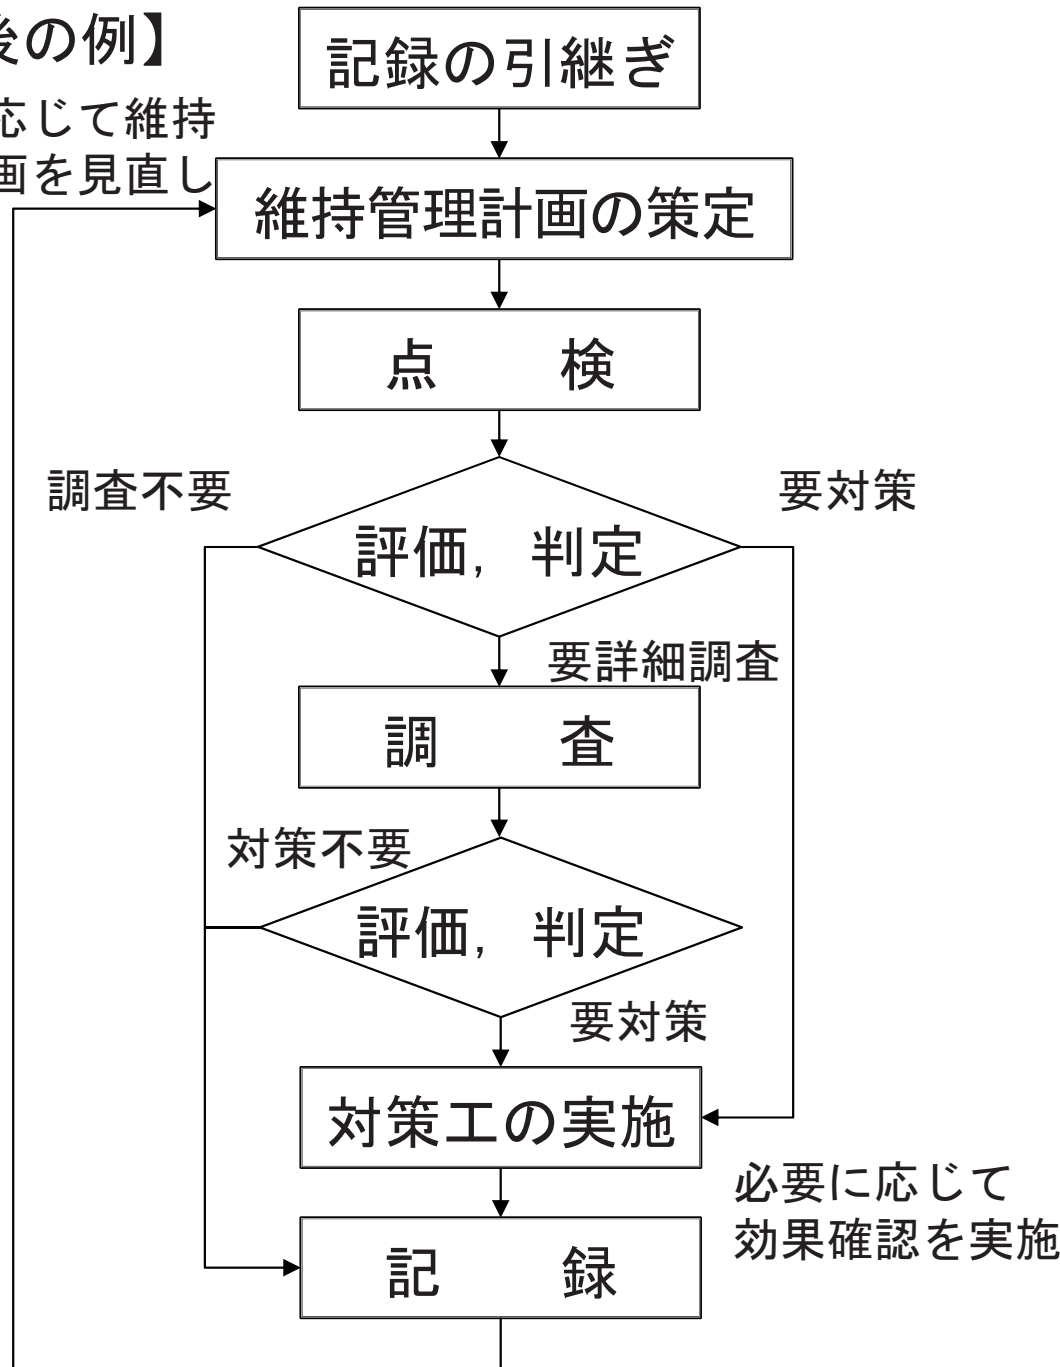 後の例】
記録の引継ぎ
応じて維持
画を見直し
維持管理計画の策定
点 検
調査不要
要対策
評価，判定
要詳細調査
調 査
対策不要
評価，判定
要対策
対策工の実施
必要に応じて
効果確認を実施
記 録